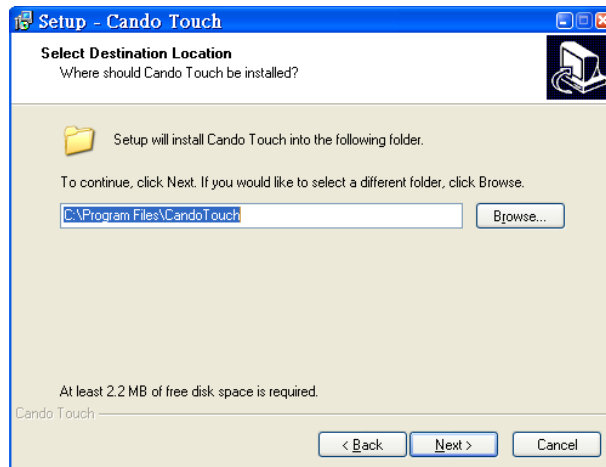 Setup - Cando Touch
Select Destination Location
Where should Cando Touch be installed?
Setup will install Cando Touch into the following folder.
To continue, click Next. If you would like to select a different folder, click Browse.
C:\Program Files\CandoTouch
Browse...
At least 2.2 MB of free disk space is required.
Cando Touch
< Back
Next >
Cancel